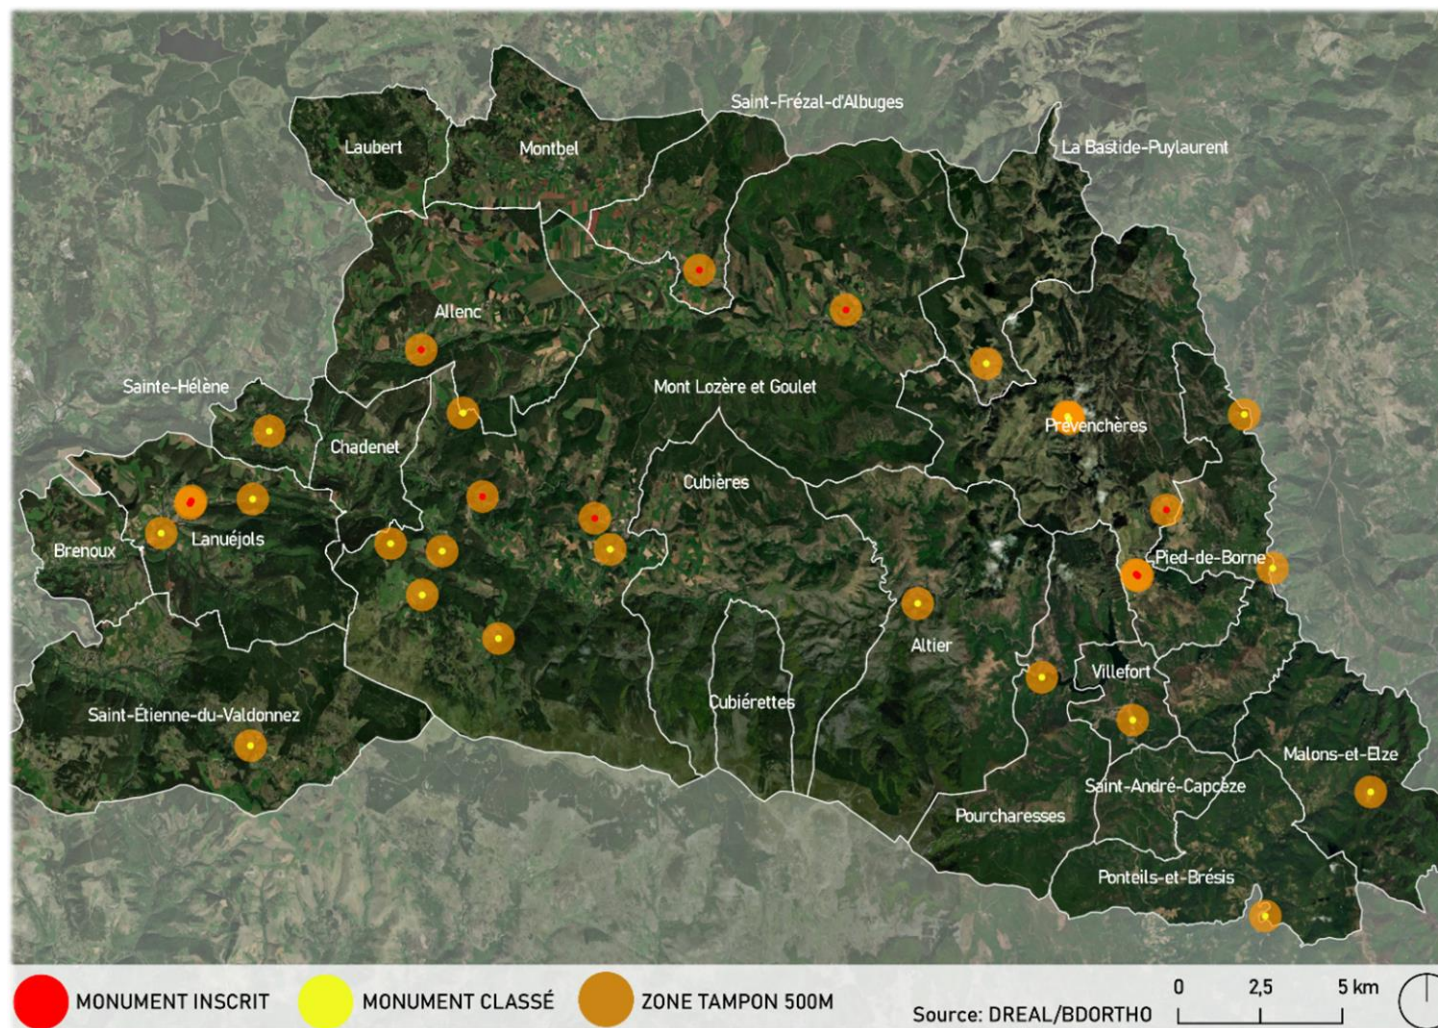 Saint-Frézal-d'Albuges
Laubert
Montbel
La Bastide-Puylaurent
Allenc
Sainte-Hélène
Mont Lozère et Goulet
Chadenet
Prévenchères
Cubières
Lanuéjols
Brenoux
Pied-de-Borne
Altier
Villefort
Cubiérettes
Saint-Étienne-du-Valdonnez
Malons-et-Elze
Saint-André-Capcèze
Pourcharesses
Ponteils-et-Brésis
MONUMENT INSCRIT
MONUMENT CLASSÉ
ZONE TAMPON 500M
Source: DREAL/BDORTHO
0 2,5 5 km